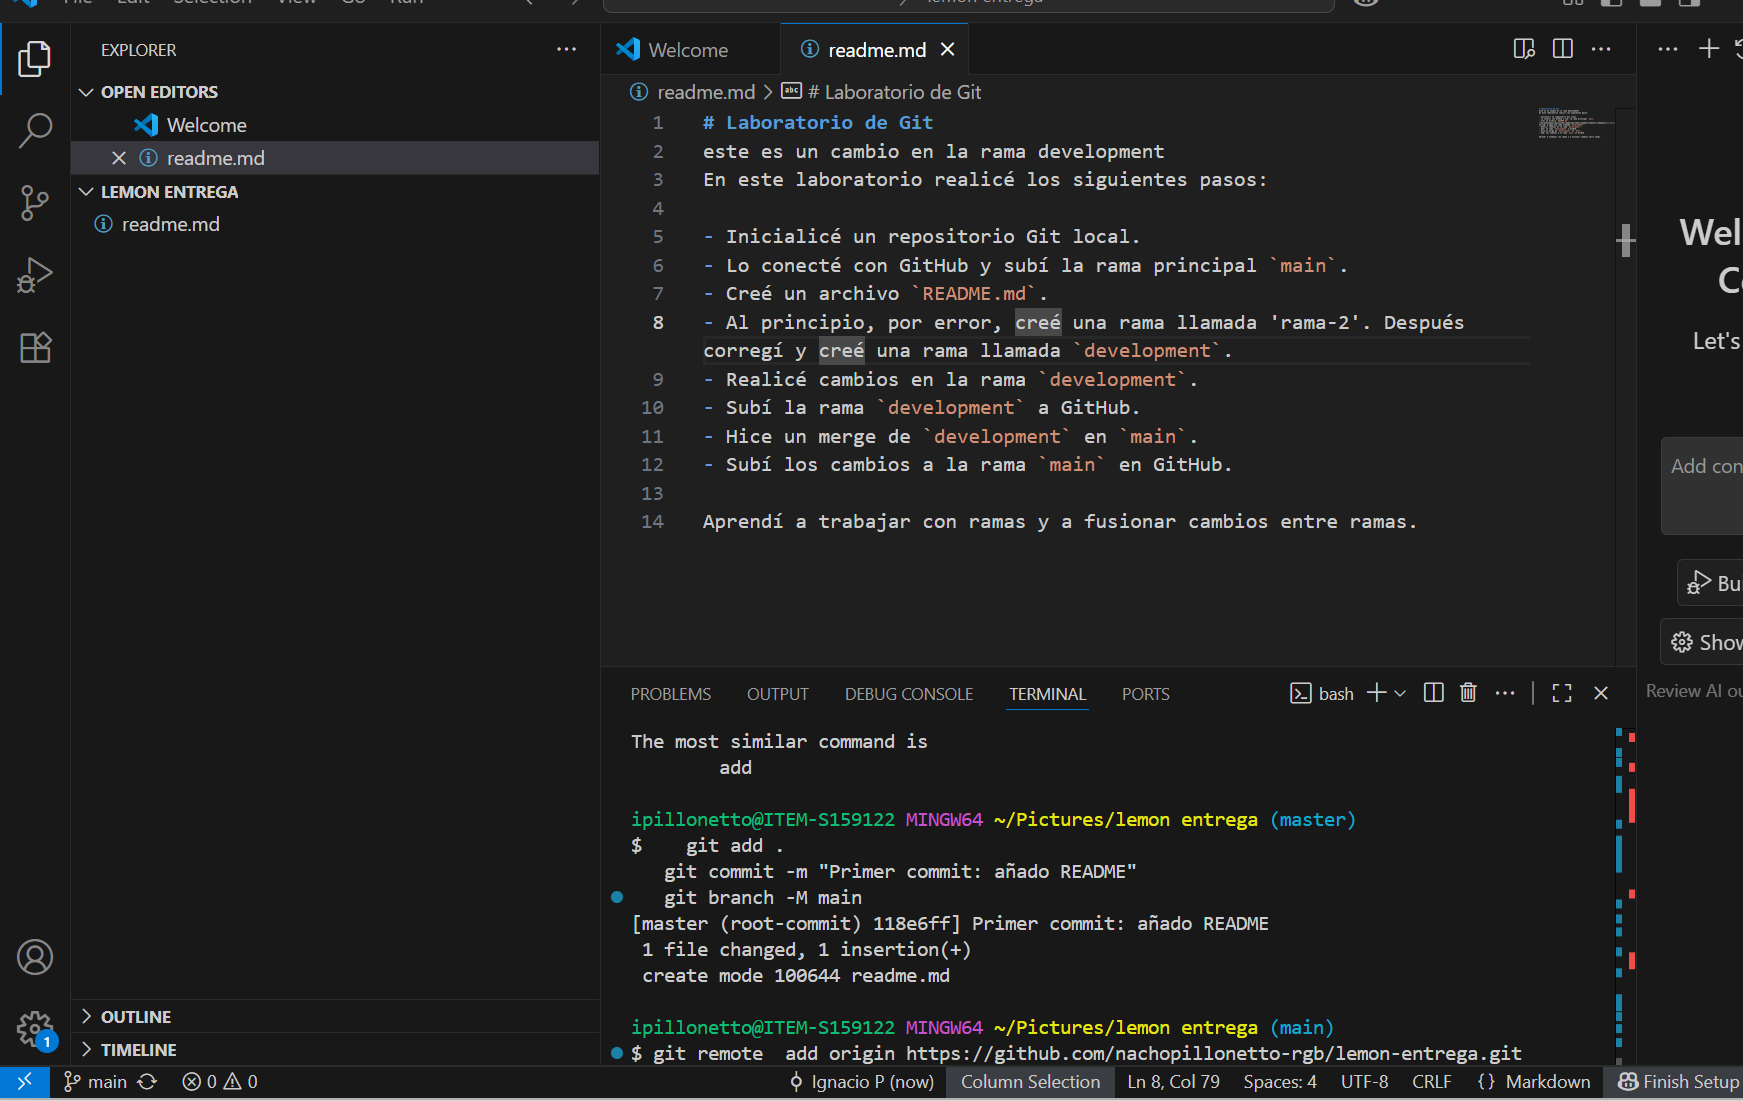 File Edit Selection View Go Run
lemon entrega
EXPLORER
OPEN EDITORS
Welcome
readme.md
LEMON ENTREGA
readme.md
OUTLINE
TIMELINE
1
Welcome
readme.md
readme.md > # Laboratorio de Git
1 # Laboratorio de Git
2 este es un cambio en la rama development
3 En este laboratorio realicé los siguientes pasos:
4
5 - Inicialicé un repositorio Git local.
6 - Lo conecté con GitHub y subí la rama principal `main`.
7 - Creé un archivo `README.md`.
8 - Al principio, por error, creé una rama llamada 'rama-2'. Después
corregí y creé una rama llamada `development`.
9 - Realicé cambios en la rama `development`.
10 - Subí la rama `development` a GitHub.
11 - Hice un merge de `development` en `main`.
12 - Subí los cambios a la rama `main` en GitHub.
13
14 Aprendí a trabajar con ramas y a fusionar cambios entre ramas.
PROBLEMS OUTPUT DEBUG CONSOLE TERMINAL PORTS
bash
The most similar command is
add
ipillonetto@ITEM-S159122 MINGW64 ~/Pictures/lemon entrega (master)
$ git add .
git commit -m "Primer commit: añado README"
git branch -M main
[master (root-commit) 118e6ff] Primer commit: añado README
1 file changed, 1 insertion(+)
create mode 100644 readme.md
ipillonetto@ITEM-S159122 MINGW64 ~/Pictures/lemon entrega (main)
$ git remote add origin https://github.com/nachopillonetto-rgb/lemon-entrega.git
Wel
C
Let's
Add con
Bu
Show
Review AI ou
main 0 0
Ignacio P (now) Column Selection Ln 8, Col 79 Spaces: 4 UTF-8 CRLF {} Markdown Finish Setup